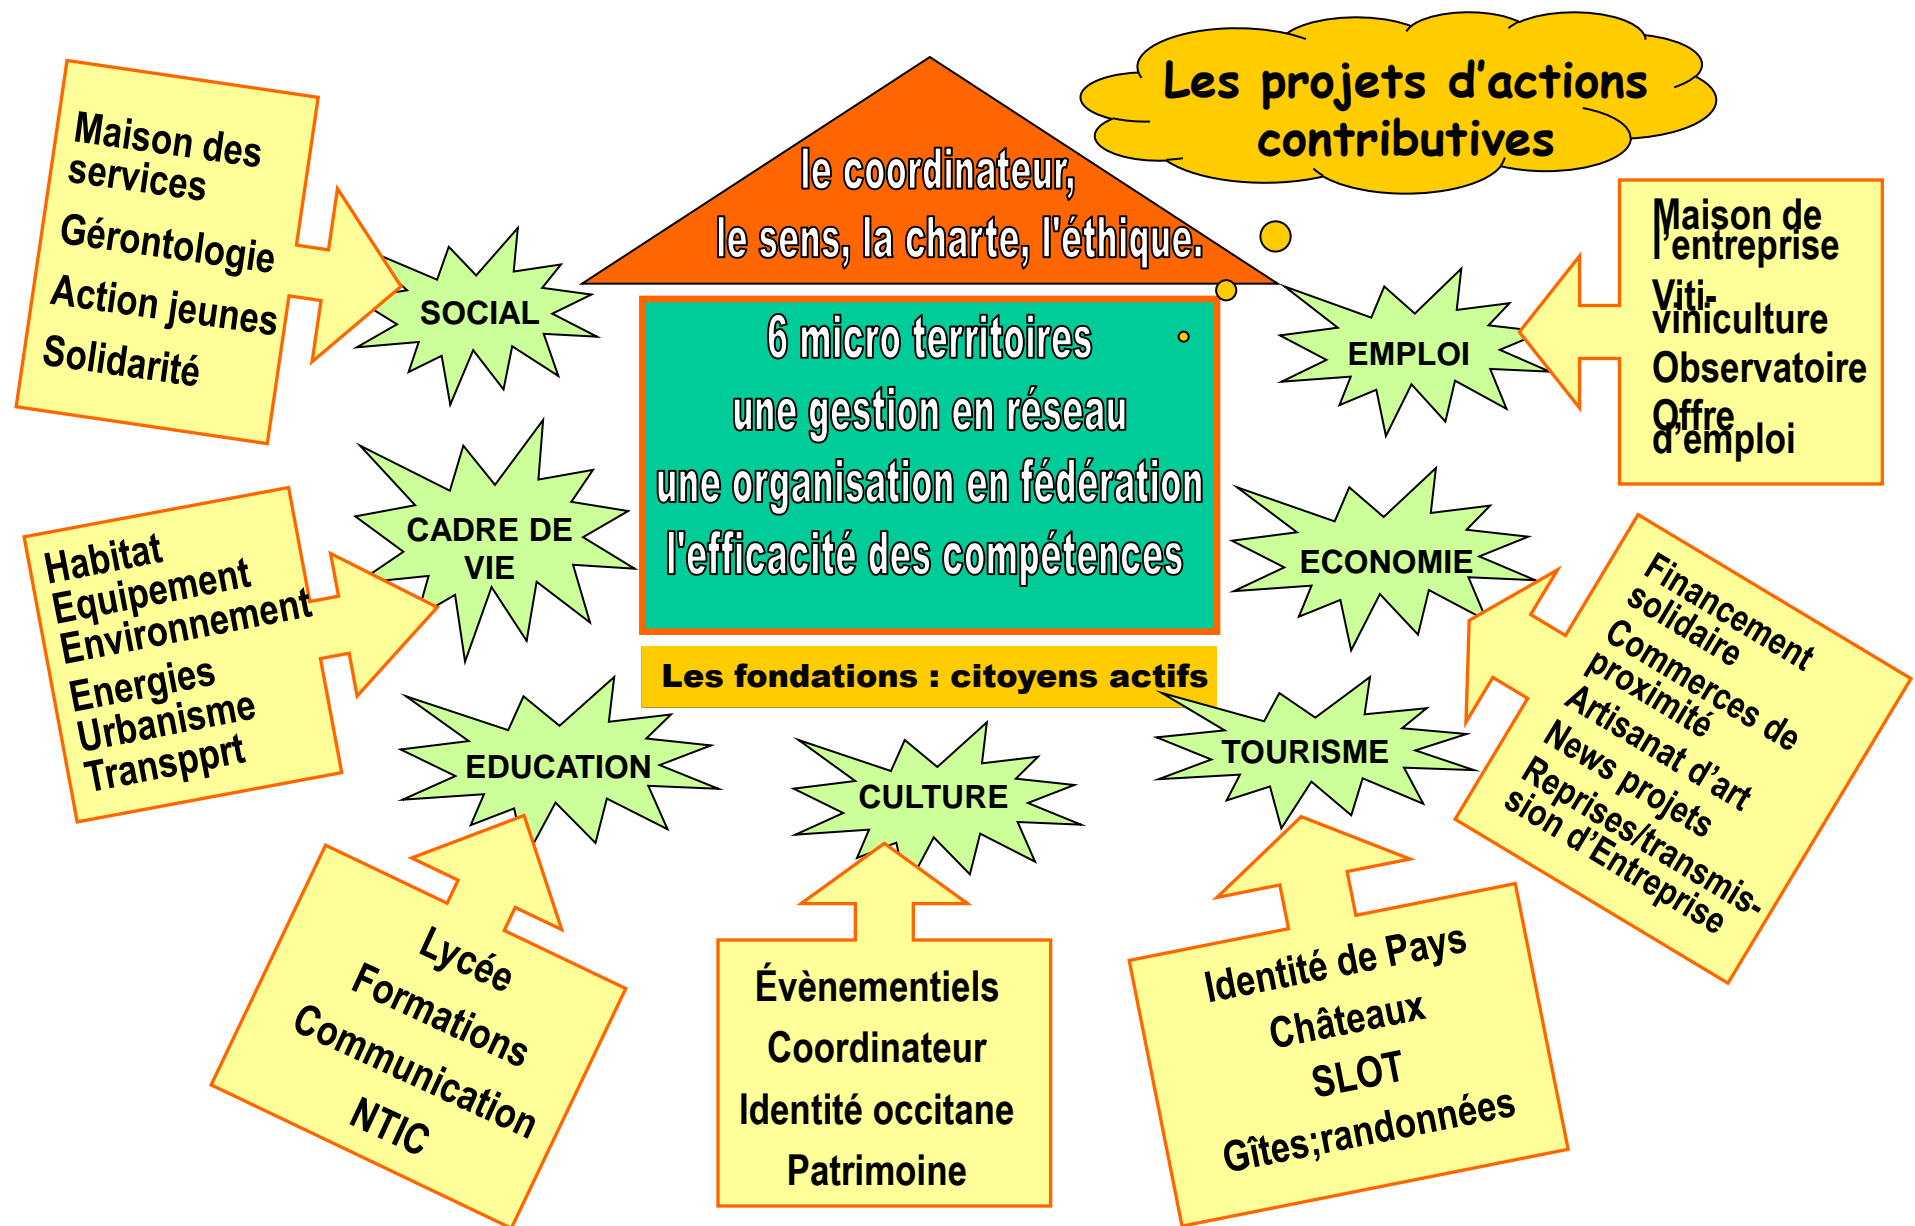 Les projets d'actions
contributives
le coordinateur,
le sens, la charte, l'éthique.
6 micro territoires
une gestion en réseau
une organisation en fédération
l'efficacité des compétences
Les fondations : citoyens actifs
Maison des
services
Gérontologie
Action jeunes
Solidarité
SOCIAL
Habitat
Equipement
Environnement
Energies
Urbanisme
Transpprt
CADRE DE
VIE
Lycée
Formations
Communication
NTIC
EDUCATION
Évènementiels
Coordinateur
Identité occitane
Patrimoine
CULTURE
Identité de Pays
Châteaux
SLOT
Gîtes;randonnées
TOURISME
Financement
solidaire
Commerces de
proximité
Artisanat d'art
News projets
Reprises/transmis-
sion d'Entreprise
ECONOMIE
Maison de
l'entreprise
Viti-
viniculture
Observatoire
Offre
d'emploi
EMPLOI